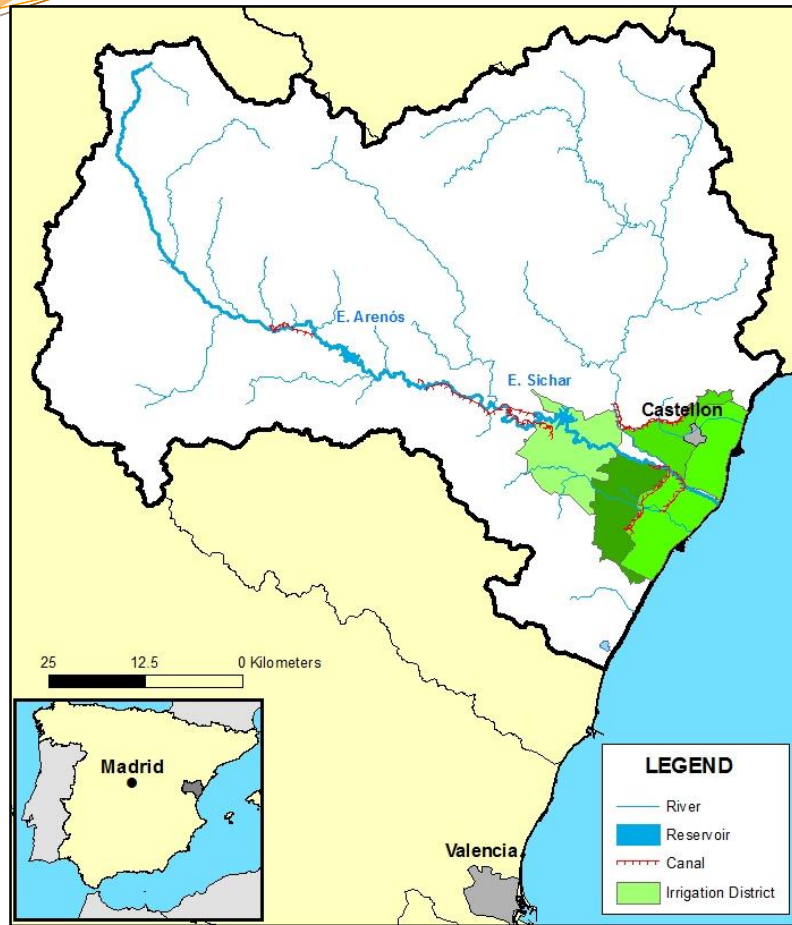 E. Arenós
E. Sichar
Castellon
25 12.5 0 Kilometers
Madrid
Valencia
LEGEND
River
Reservoir
Canal
Irrigation District